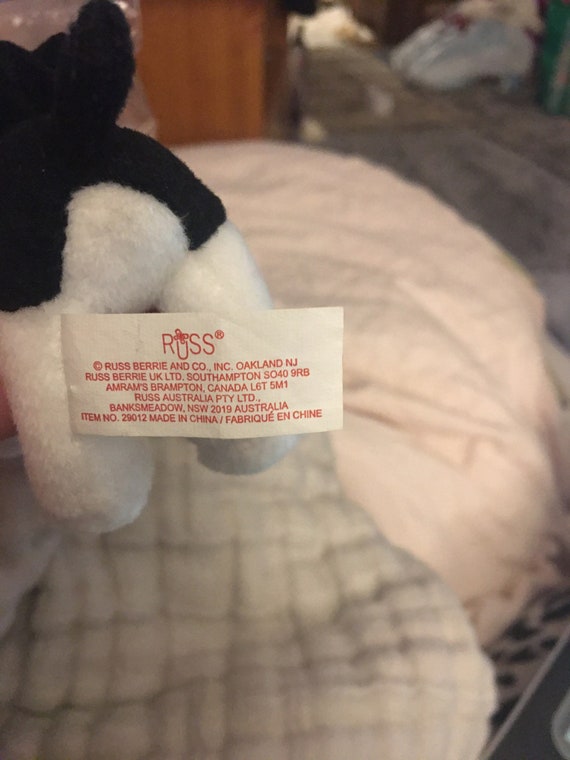 RUSS®
© RUSS BERRIE AND CO., INC. OAKLAND NJ
RUSS BERRIE UK LTD. SOUTHAMPTON SO40 9RB
AMRAM'S BRAMPTON, CANADA L6T 5M1
RUSS AUSTRALIA PTY LTD.,
BANKSMEADOW, NSW 2019 AUSTRALIA
ITEM NO. 29012 MADE IN CHINA / FABRIQUÉ EN CHINE